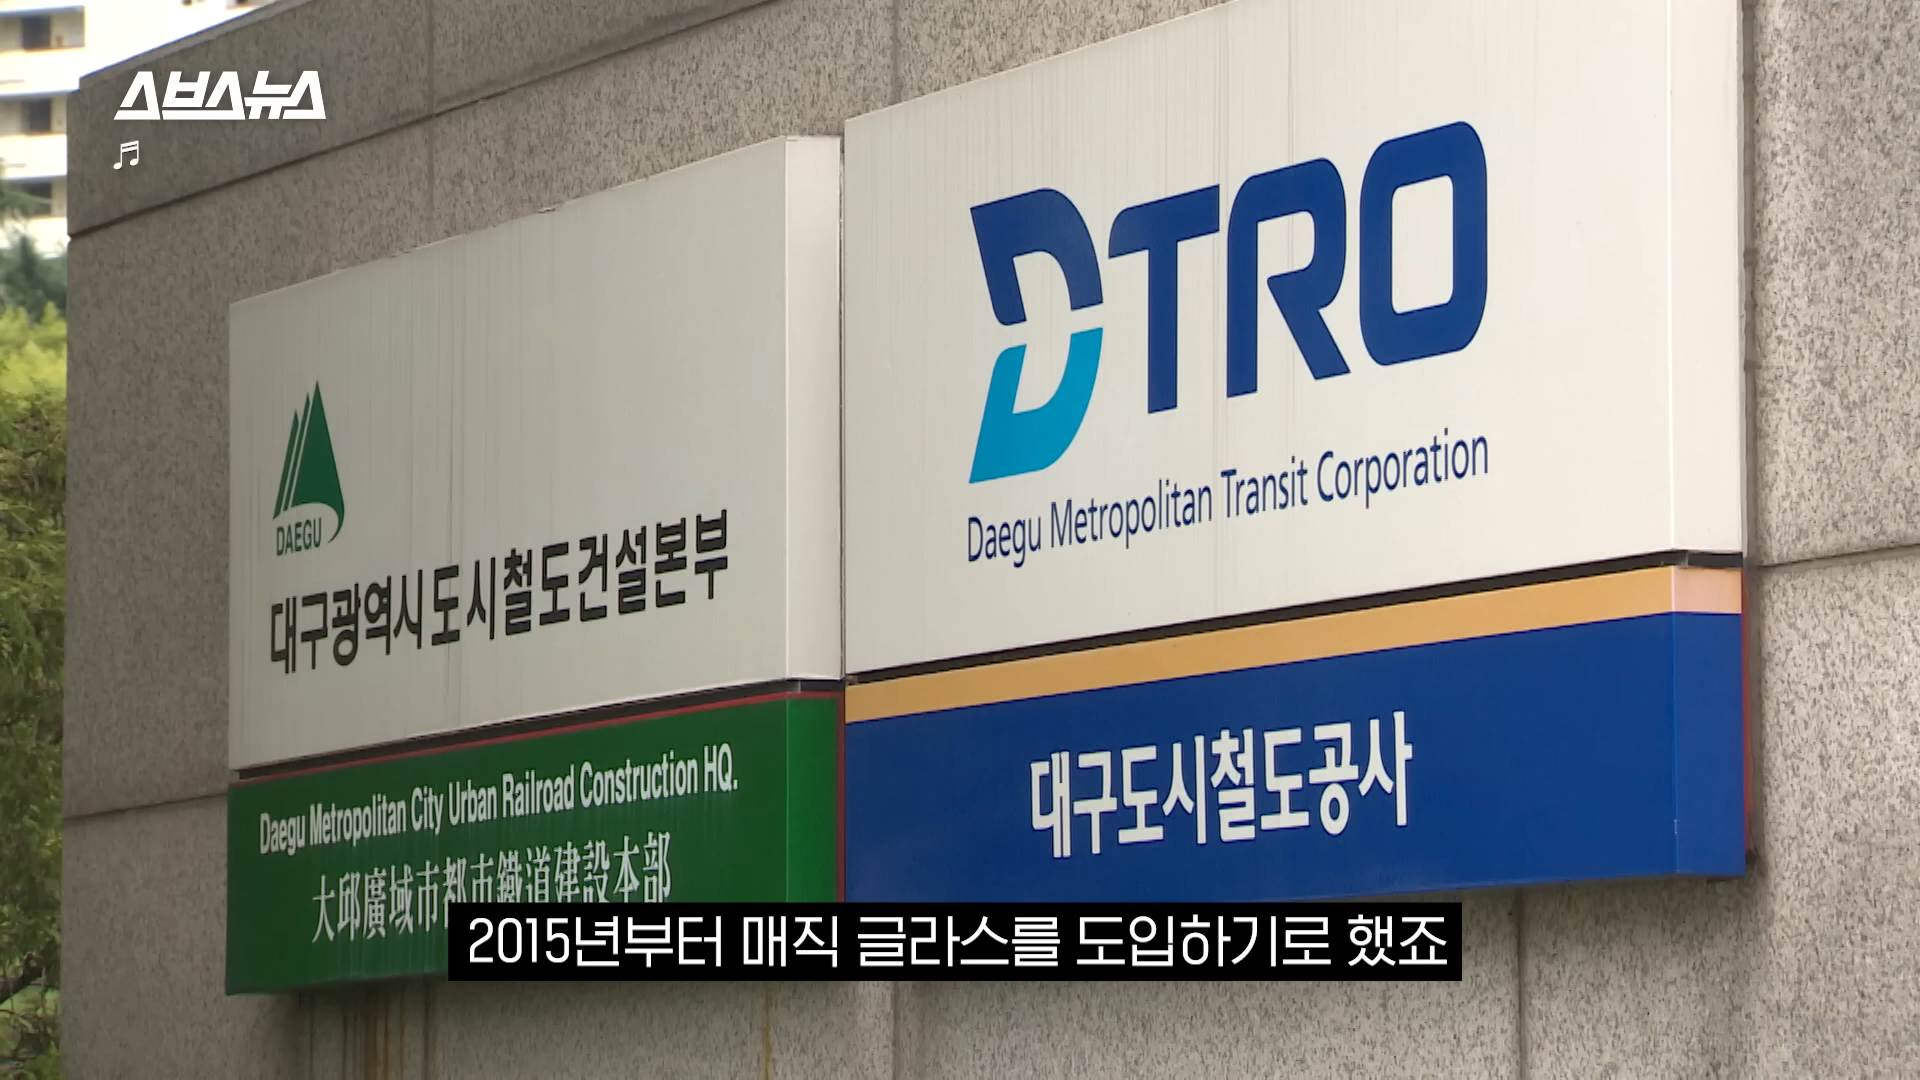 스브스뉴스
DAEGU
대구광역시도시철도건설본부
Daegu Metropolitan City Urban Railroad Construction HQ.
大邱廣域市都市鐵道建設本部
DTRO
Daegu Metropolitan Transit Corporation
대구도시철도공사
2015년부터 매직 글라스를 도입하기로 했죠